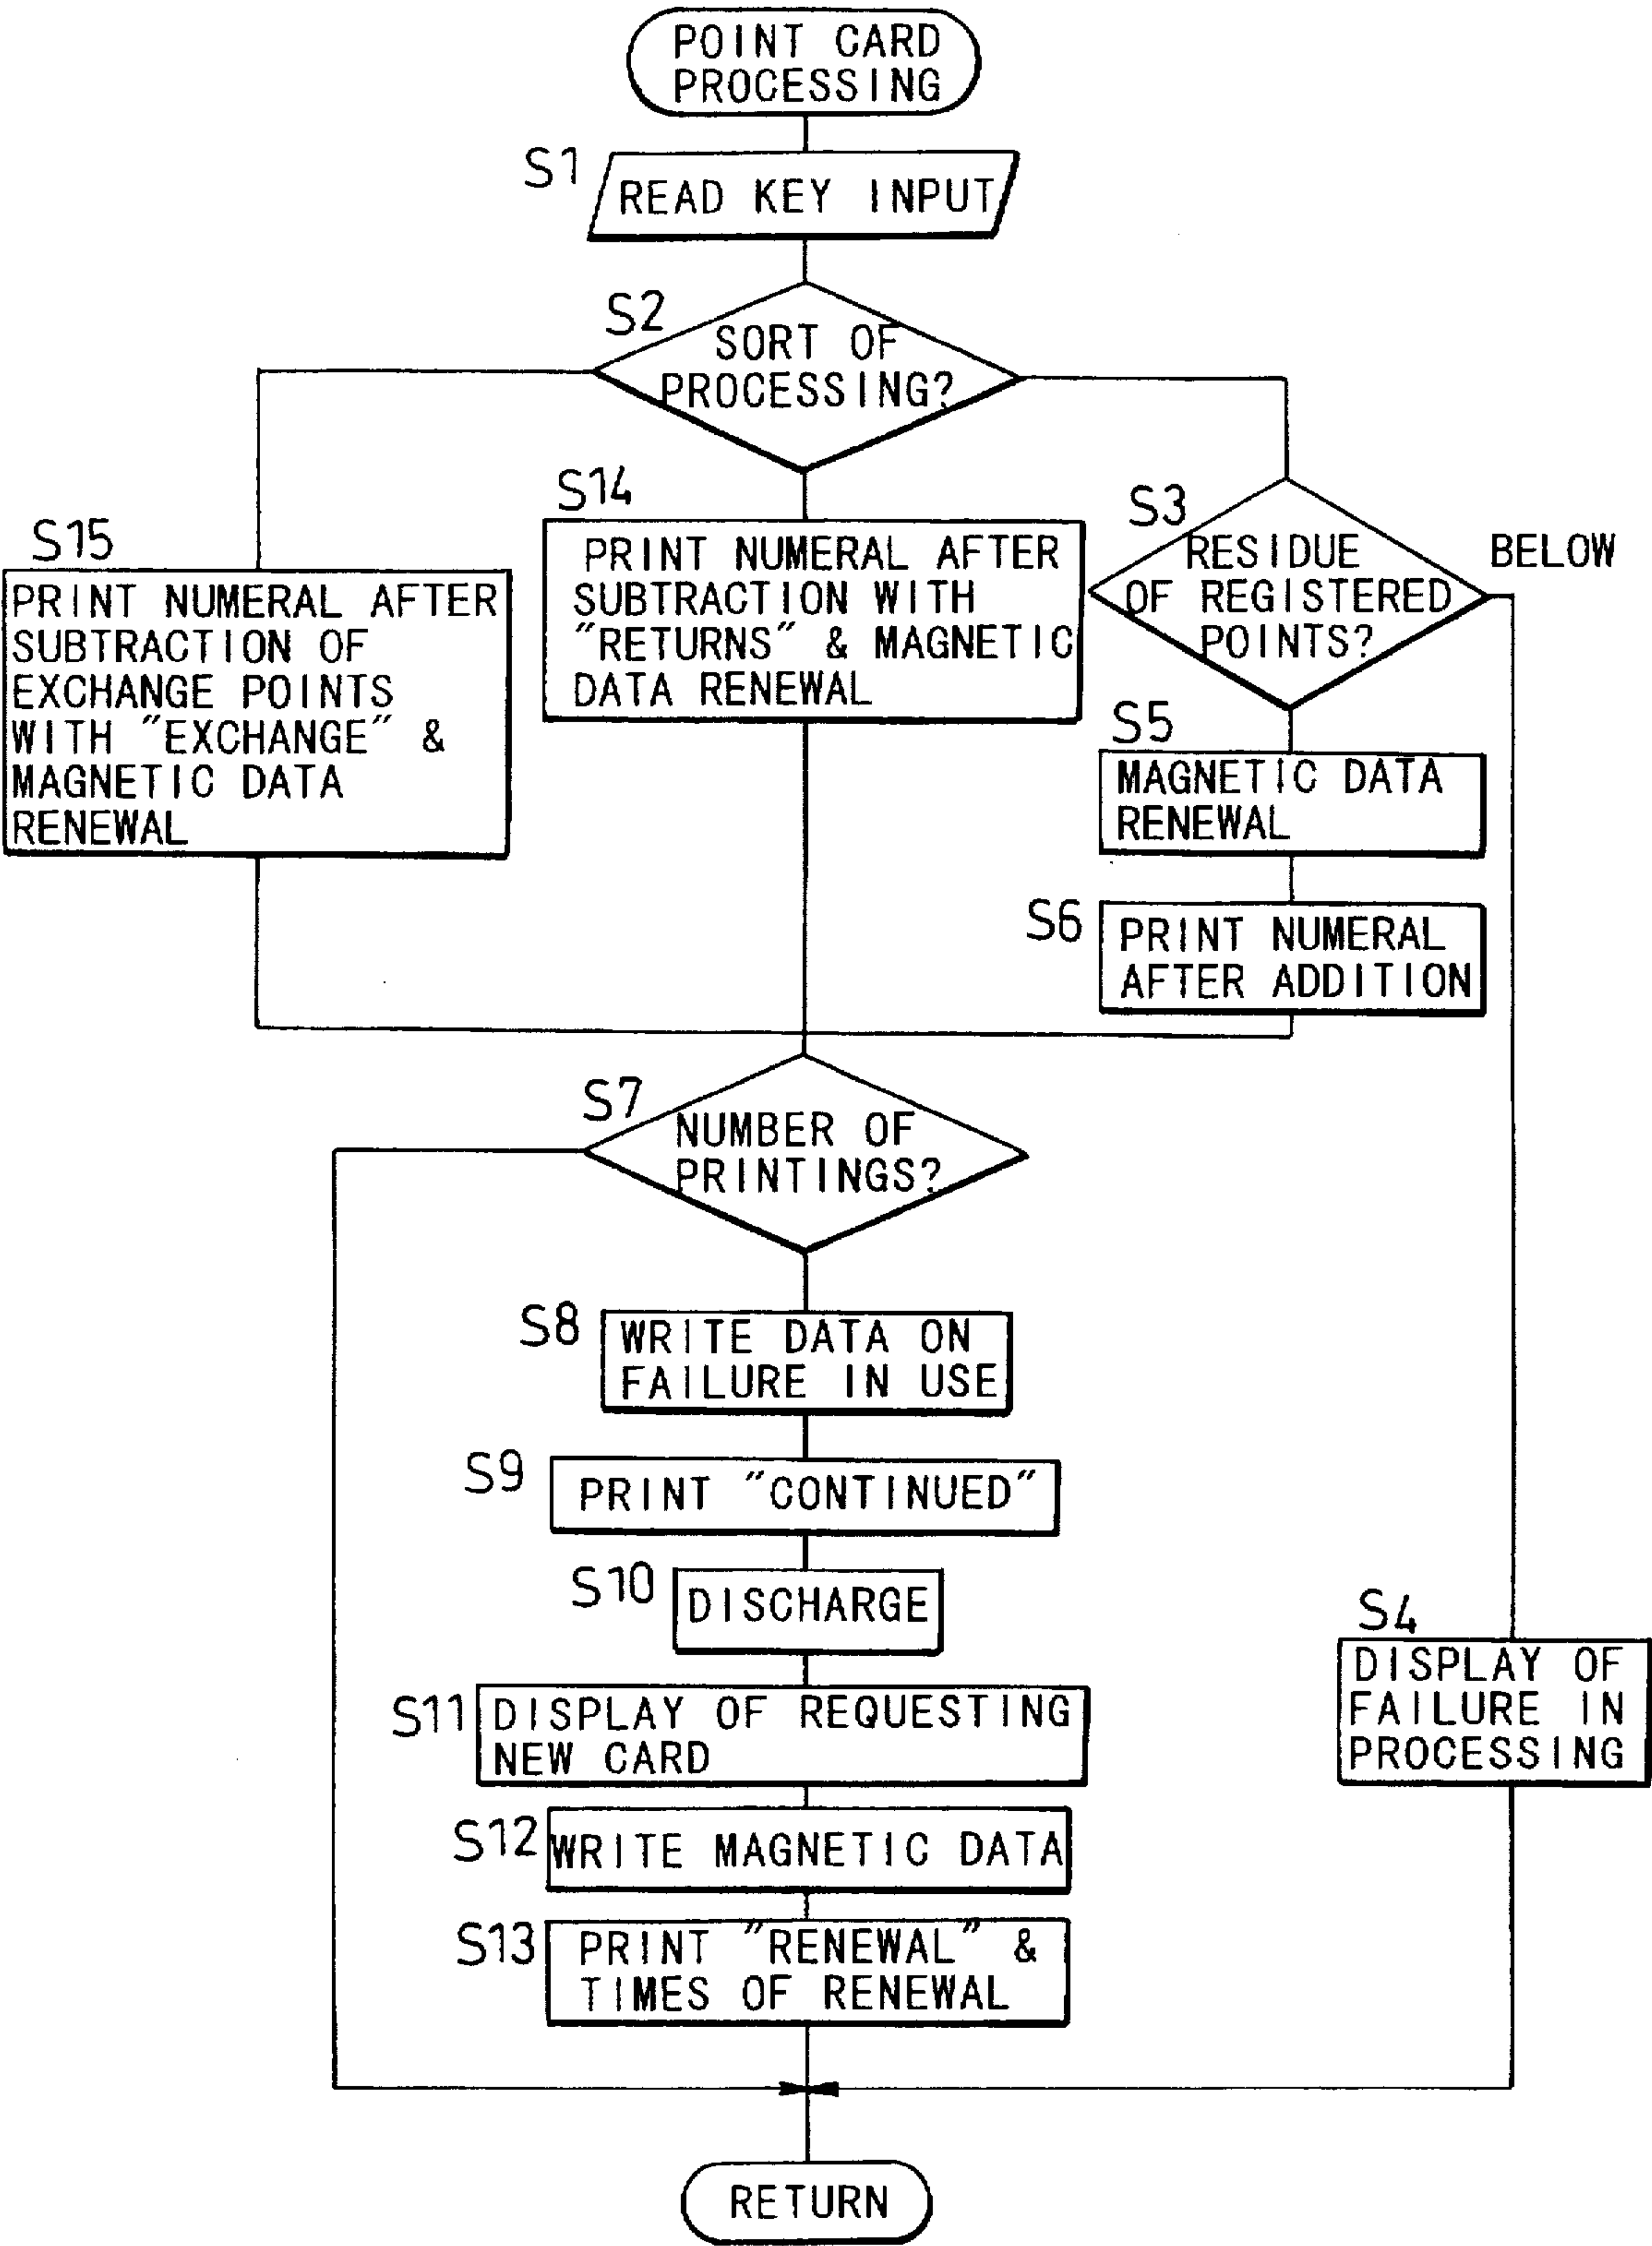 POINT CARD
PROCESSING
S1
READ KEY INPUT
S2
SORT OF
PROCESSING?
S15
PRINT NUMERAL AFTER
SUBTRACTION OF
EXCHANGE POINTS
WITH "EXCHANGE" &
MAGNETIC DATA
RENEWAL
S14
PRINT NUMERAL AFTER
SUBTRACTION WITH
"RETURNS" & MAGNETIC
DATA RENEWAL
S3
RESIDUE
OF REGISTERED
POINTS?
BELOW
S5
MAGNETIC DATA
RENEWAL
S6
PRINT NUMERAL
AFTER ADDITION
S7
NUMBER OF
PRINTINGS?
S8
WRITE DATA ON
FAILURE IN USE
S9
PRINT "CONTINUED"
S10
DISCHARGE
S4
DISPLAY OF
FAILURE IN
PROCESSING
S11
DISPLAY OF REQUESTING
NEW CARD
S12
WRITE MAGNETIC DATA
S13
PRINT "RENEWAL" &
TIMES OF RENEWAL
RETURN